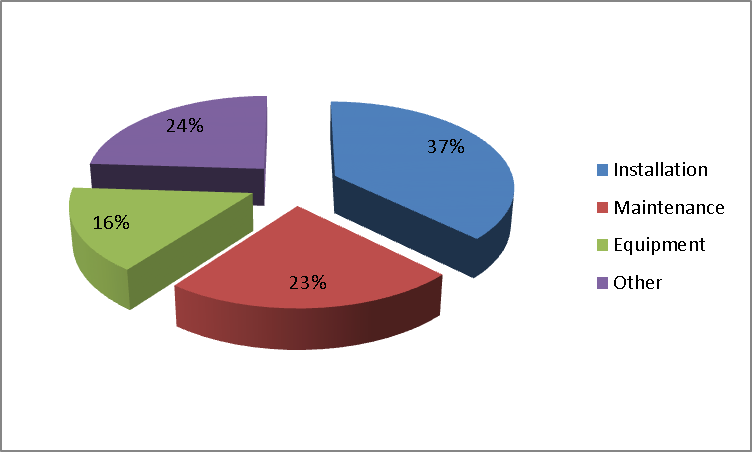 24%
37%
16%
23%
Installation
Maintenance
Equipment
Other